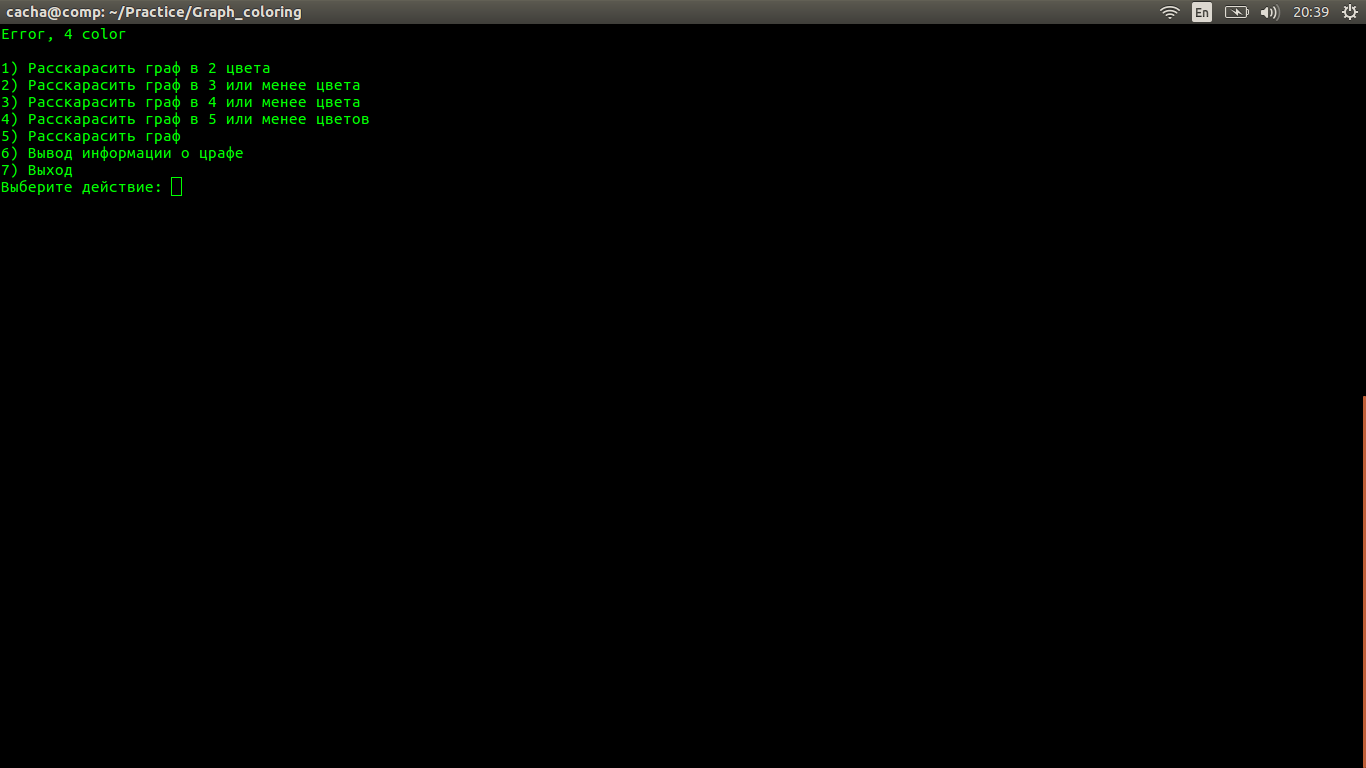 cacha@comp: ~/Practice/Graph_coloring En 20:39
Error, 4 color
1) Расскарасить граф в 2 цвета
2) Расскарасить граф в 3 или менее цвета
3) Расскарасить граф в 4 или менее цвета
4) Расскарасить граф в 5 или менее цветов
5) Расскарасить граф
6) Вывод информации о црафе
7) Выход
Выберите действие: